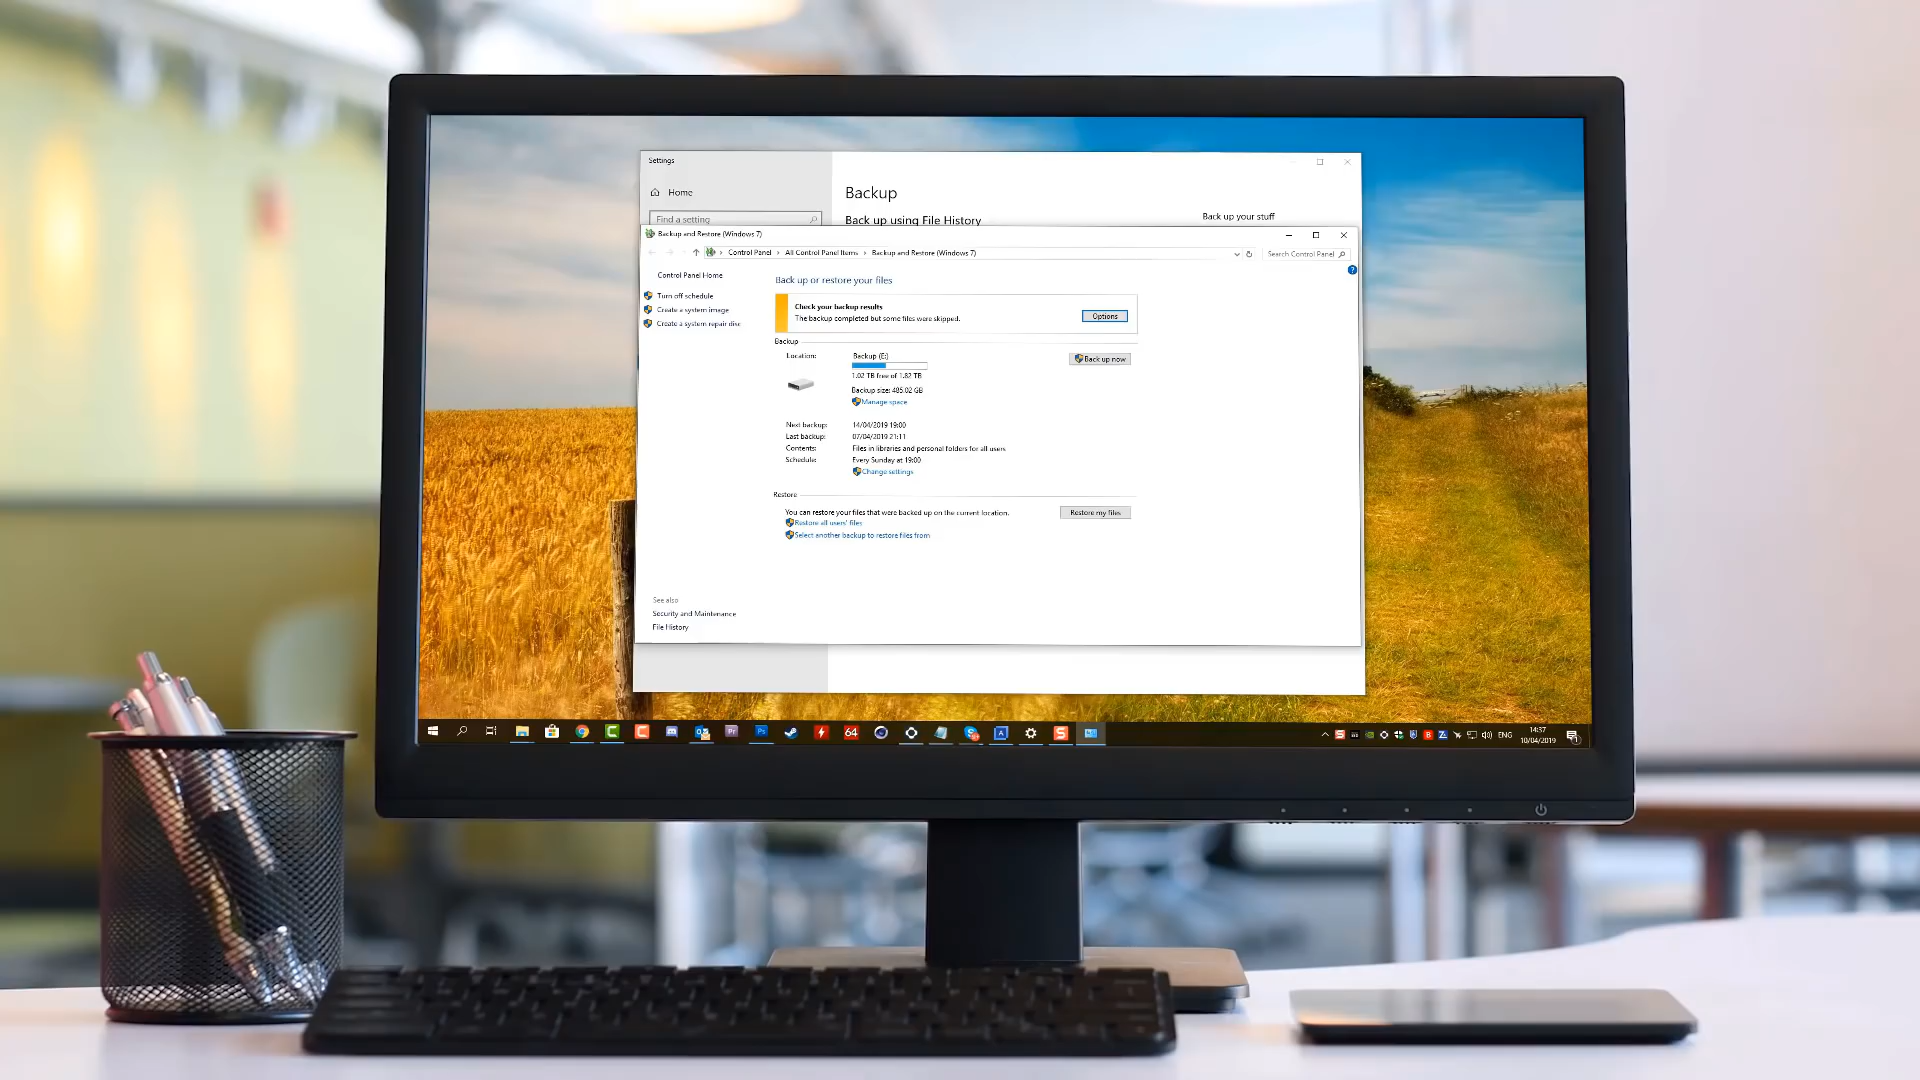 Settings
Home
Find a setting
Backup
Back up using File History
Back up your stuff
Backup and Restore (Windows 7)
Control Panel > All Control Panel Items > Backup and Restore (Windows 7)
Search Control Panel
Control Panel Home
Turn off schedule
Create a system image
Create a system repair disc
Back up or restore your files
Check your backup results
The backup completed but some files were skipped.
Options
Backup
Location:
Backup (E:)
1.02 TB free of 1.82 TB
Backup size: 485.02 GB
Manage space
Back up now
Next backup: 14/04/2019 19:00
Last backup: 07/04/2019 21:11
Contents: Files in libraries and personal folders for all users
Schedule: Every Sunday at 19:00
Change settings
Restore
You can restore your files that were backed up on the current location.
Restore my files
Restore all users' files
Select another backup to restore files from
See also
Security and Maintenance
File History
Pr
Ps
64
A
S
ENG
14:37
10/04/2019